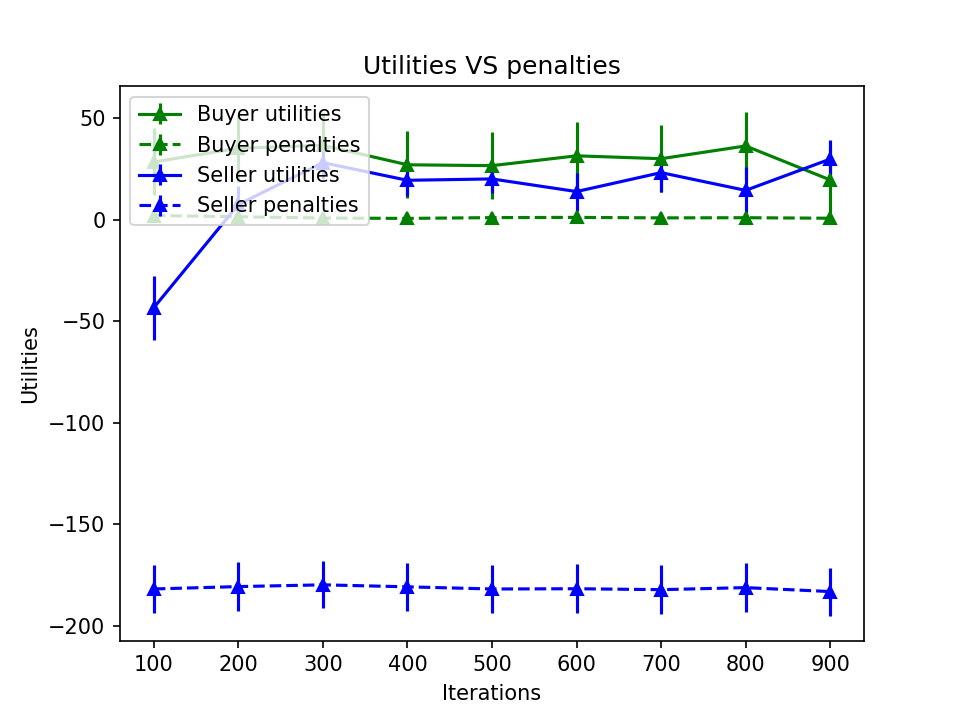 Utilities VS penalties
Buyer utilities
Buyer penalties
Seller utilities
Seller penalties
50
0
−50
−100
−150
−200
Utilities
100 200 300 400 500 600 700 800 900
Iterations